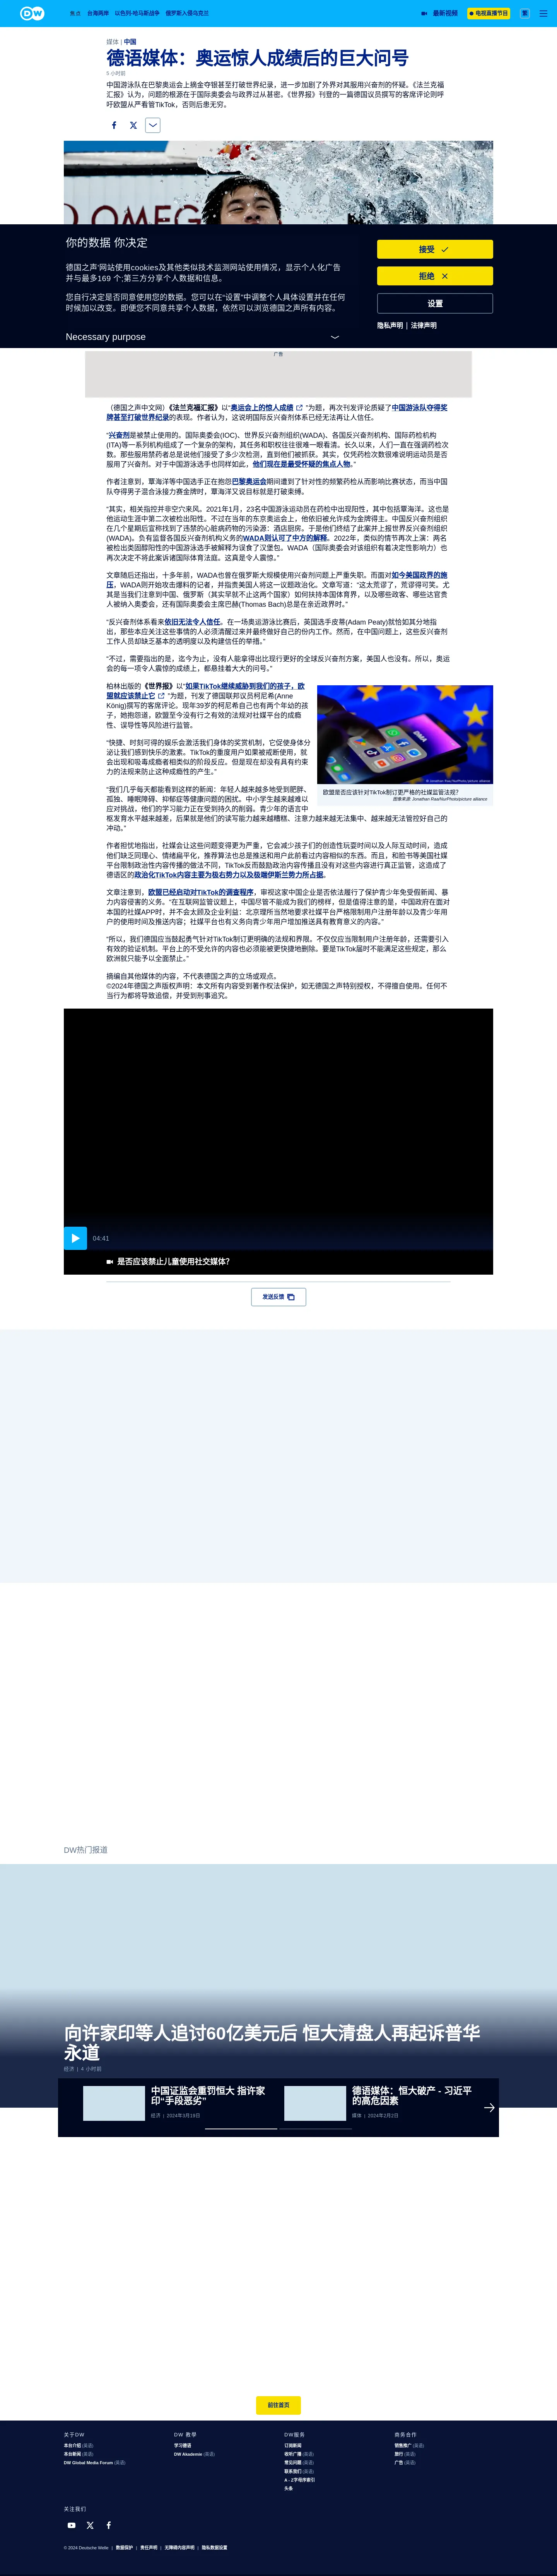 DW
焦点 台海两岸 以色列-哈马斯战争 俄罗斯入侵乌克兰
最新视频 电视直播节目 繁
媒体 | 中国
德语媒体：奥运惊人成绩后的巨大问号
5 小时前
中国游泳队在巴黎奥运会上摘金夺银甚至打破世界纪录，进一步加剧了外界对其服用兴奋剂的怀疑。《法兰克福
汇报》认为，问题的根源在于国际奥委会与政界过从甚密。《世界报》刊登的一篇德国议员撰写的客席评论则呼
吁欧盟从严看管TikTok，否则后患无穷。
OMEG
你的数据 你决定
德国之声'网站使用cookies及其他类似技术监测网站使用情况，显示个人化广告
并与最多169 个;第三方分享个人数据和信息。
您自行决定是否同意使用您的数据。您可以在"设置"中调整个人具体设置并在任何
时候加以改变。即便您不同意共享个人数据，依然可以浏览德国之声所有内容。
Necessary purpose
接受
拒绝
设置
隐私声明 | 法律声明
广告
（德国之声中文网）《法兰克福汇报》以"奥运会上的惊人成绩 "为题，再次刊发评论质疑了中国游泳队夺得奖
牌甚至打破世界纪录的表现。作者认为，这说明国际反兴奋剂体系已经无法再让人信任。
"兴奋剂是被禁止使用的。国际奥委会(IOC)、世界反兴奋剂组织(WADA)、各国反兴奋剂机构、国际药检机构
(ITA)等一系列机构组成了一个复杂的架构，其任务和职权往往很难一眼看清。长久以来，人们一直在强调药检次
数。那些服用禁药者总是说他们接受了多少次检测，直到他们被抓获。其实，仅凭药检次数很难说明运动员是否
服用了兴奋剂。对于中国游泳选手也同样如此，他们现在是最受怀疑的焦点人物。"
作者注意到，覃海洋等中国选手正在抱怨巴黎奥运会期间遭到了针对性的频繁药检从而影响比赛状态，而当中国
队夺得男子混合泳接力赛金牌时，覃海洋又说目标就是打破束缚。
"其实，相关指控并非空穴来风。2021年1月，23名中国游泳运动员在药检中出现阳性，其中包括覃海洋。这也是
他运动生涯中第二次被检出阳性。不过在当年的东京奥运会上，他依旧被允许成为金牌得主。中国反兴奋剂组织
在几个星期后宣称找到了违禁的心脏病药物的污染源：酒店厨房。于是他们终结了此案并上报世界反兴奋剂组织
(WADA)。负有监督各国反兴奋剂机构义务的WADA则认可了中方的解释。2022年，类似的情节再次上演：两名
被检出类固醇阳性的中国游泳选手被解释为误食了汉堡包。WADA（国际奥委会对该组织有着决定性影响力）也
再次决定不将此案诉诸国际体育法庭。这真是令人震惊。"
文章随后还指出，十多年前，WADA也曾在俄罗斯大规模使用兴奋剂问题上严重失职。而面对如今美国政界的施
压，WADA则开始攻击爆料的记者，并指责美国人将这一议题政治化。文章写道："这太荒谬了，荒谬得可笑。尤
其是当我们注意到中国、俄罗斯（其实早就不止这两个国家）如何扶持本国体育界，以及哪些政客、哪些达官贵
人被纳入奥委会，还有国际奥委会主席巴赫(Thomas Bach)总是在亲近政界时。"
"反兴奋剂体系看来依旧无法令人信任。在一场奥运游泳比赛后，英国选手皮蒂(Adam Peaty)就恰如其分地指
出，那些本应关注这些事情的人必须清醒过来并最终做好自己的份内工作。然而，在中国问题上，这些反兴奋剂
工作人员却缺乏基本的透明度以及构建信任的举措。"
"不过，需要指出的是，迄今为止，没有人能拿得出比现行更好的全球反兴奋剂方案，美国人也没有。所以，奥运
会的每一项令人震惊的成绩上，都悬挂着大大的问号。"
柏林出版的《世界报》以"如果TikTok继续威胁到我们的孩子，欧
盟就应该禁止它 "为题，刊发了德国联邦议员柯尼希(Anne
König)撰写的客席评论。现年39岁的柯尼希自己也有两个年幼的孩
子，她抱怨道，欧盟至今没有行之有效的法规对社媒平台的成瘾
性、误导性等风险进行监管。
© Jonathan Raa/NurPhoto/picture alliance
欧盟是否应该针对TikTok制订更严格的社媒监管法规？
图像来源: Jonathan Raa/NurPhoto/picture alliance
"快捷、时刻可得的娱乐会激活我们身体的奖赏机制，它促使身体分
泌让我们感到快乐的激素。TikTok的重度用户如果被戒断使用，就
会出现和吸毒成瘾者相类似的阶段反应。但是现在却没有具有约束
力的法规来防止这种成瘾性的产生。"
"我们几乎每天都能看到这样的新闻：年轻人越来越多地受到肥胖、
孤独、睡眠障碍、抑郁症等健康问题的困扰。中小学生越来越难以
应对挑战，他们的学习能力正受着生活中的负面影响，孩子们的语言水平在后退，青少年的
枢发育水平越来越差，后果就是他们的读写能力越来越糟糕、注意力越来越无法集中、越来越无法管控好自己的
冲动。"
作者担忧地指出，社媒会让这些问题变得更为严重，它会减少孩子们的创造性玩耍时间以及人际互动时间，造成
他们缺乏同理心、情绪扁平化，推荐算法也总是推送和用户此前看过内容相似的东西。而且，和脸书等美国社媒
平台限制政治性内容传播的做法不同，TikTok反而鼓励政治内容传播且没有对这些内容进行真正监管，这造成了
德语区的政治化TikTok内容主要为极右势力以及极端伊斯兰势力所占据。
文章注意到，欧盟已经启动对TikTok的调查程序，审视这家中国企业是否依法履行了保护青少年免受假新闻、暴
力内容侵害的义务。"在互联网监管议题上，中国尽管不能成为我们的榜样，但是值得注意的是，中国政府在面对
本国的社媒APP时，并不会太顾及企业利益：北京理所当然地要求社媒平台严格限制用户注册年龄以及青少年用
户的使用时间及推送内容；社媒平台也有义务向青少年用户增加推送具有教育意义的内容。"
"所以，我们德国应当鼓起勇气针对TikTok制订更明确的法规和界限。不仅仅应当限制用户注册年龄，还需要引入
有效的验证机制。平台上的不受允许的内容也必须能被更快捷地删除。要是TikTok届时不能满足这些规定，那么
欧洲就只能予以全面禁止。"
摘编自其他媒体的内容，不代表德国之声的立场或观点。
©2024年德国之声版权声明：本文所有内容受到著作权法保护，如无德国之声特别授权，不得擅自使用。任何不
当行为都将导致追偿，并受到刑事追究。
04:41
是否应该禁止儿童使用社交媒体?
发送反馈
DW热门报道
向许家印等人追讨60亿美元后 恒大清盘人再起诉普华
永道
经济 | 4 小时前
中国证监会重罚恒大 指许家
印"手段恶劣"
经济 | 2024年3月19日
德语媒体：恒大破产 - 习近平
的高危因素
媒体 | 2024年2月2日
前往首页
关于DW
本台介绍 (英语)
本台新闻 (英语)
DW Global Media Forum (英语)
DW 教学
学习德语
DW Akademie (英语)
DW服务
订阅新闻
收听广播 (英语)
常见问题 (英语)
联系我们 (英语)
A - Z字母序索引
头条
商务合作
销售推广 (英语)
旅行 (英语)
广告 (英语)
关注我们
© 2024 Deutsche Welle | 数据保护 | 责任声明 | 无障碍内容声明 | 隐私数据设置